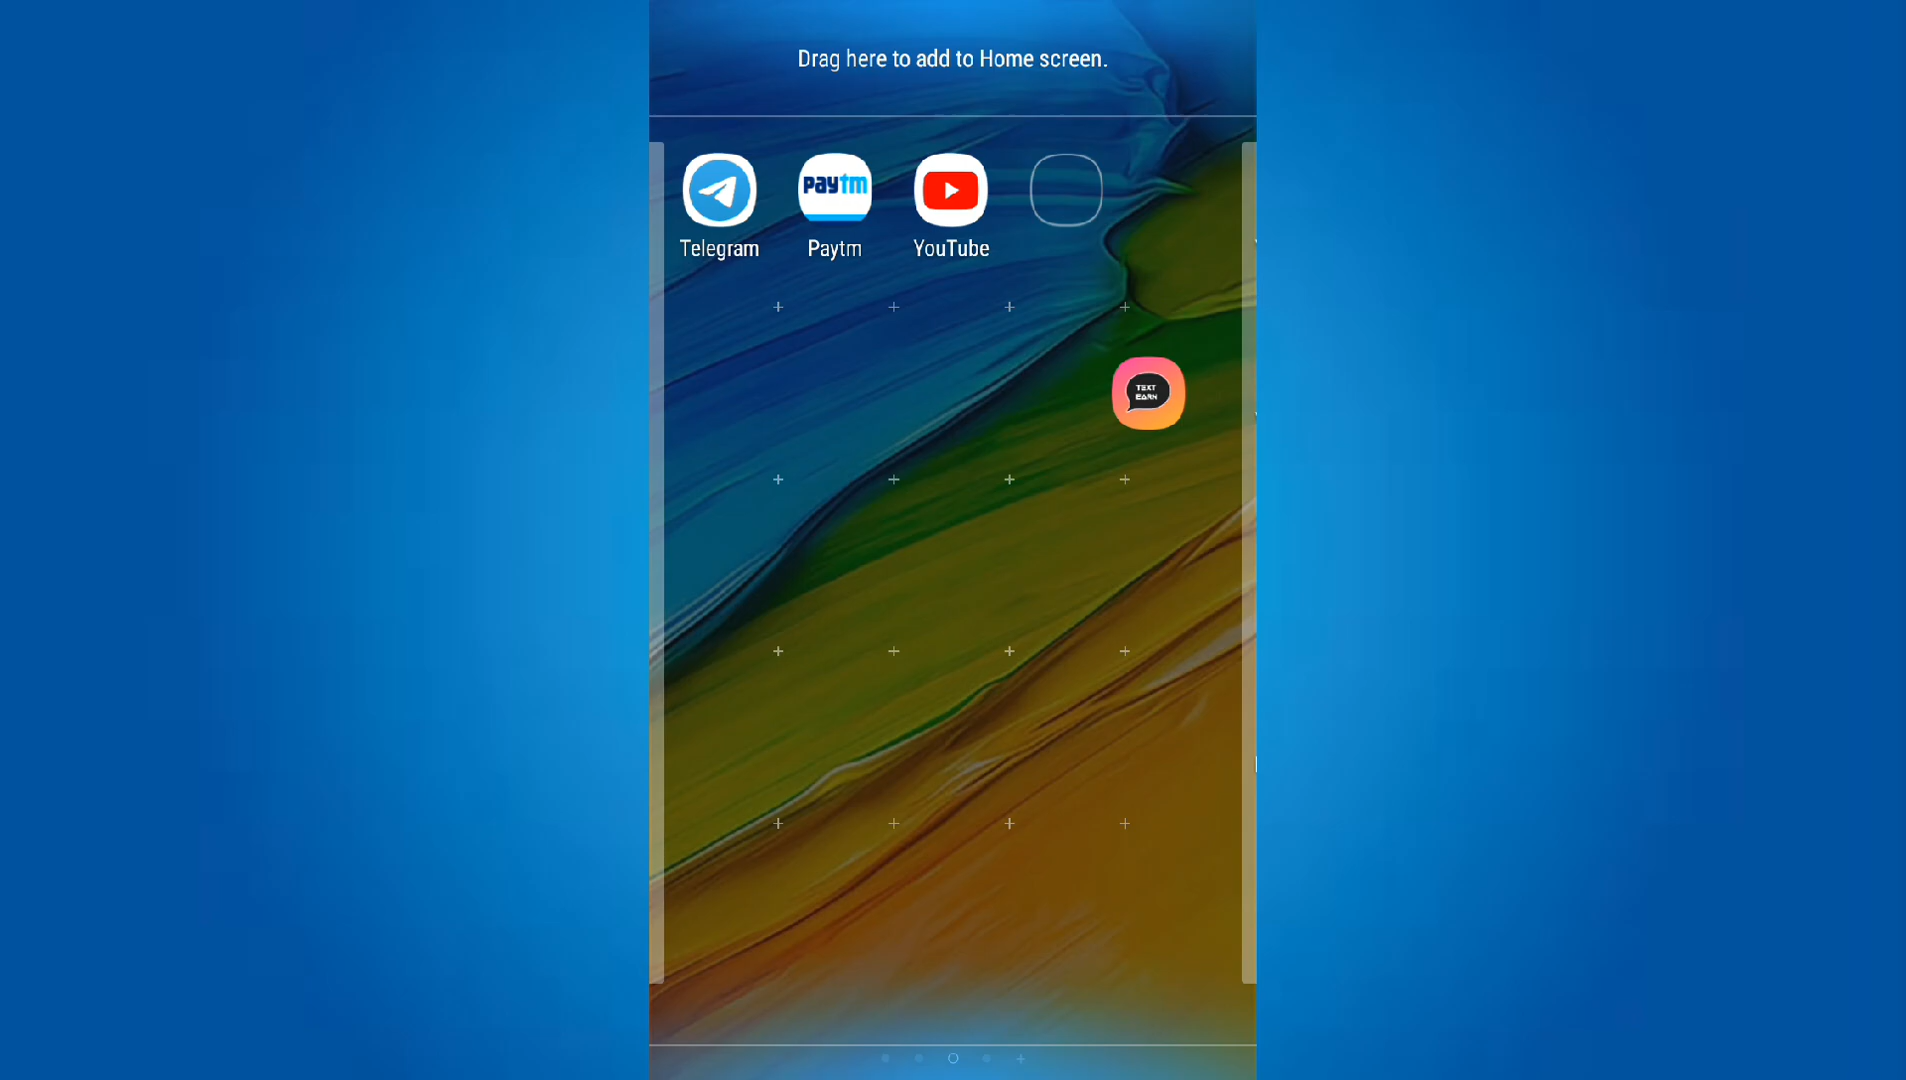 Drag here to add to Home screen.
paytm
Telegram
Paytm
YouTube
TEXT
EARN